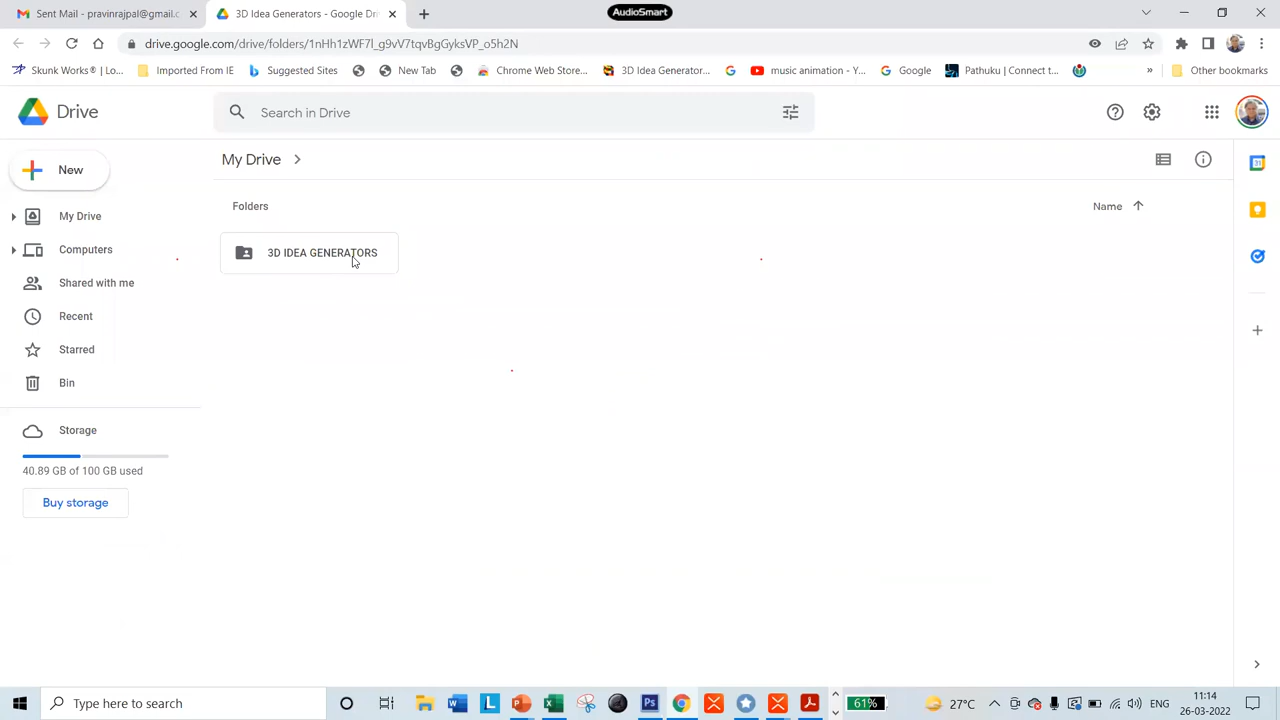 Sent Mail - pravinrajpal@gmail.c
3D Idea Generators - Google Dri
AudioSmart
drive.google.com/drive/folders/1nHh1zWF7l_g9vV7tqvBgGyksVP_o5h2N
Skunk Works® | Lo...
Imported From IE
Suggested Sites
New Tab
Chrome Web Store...
3D Idea Generator...
music animation - Y...
Google
Pathuku | Connect t...
»
Other bookmarks
Drive
Search in Drive
New
My Drive
Computers
Shared with me
Recent
Starred
Bin
Storage
40.89 GB of 100 GB used
Buy storage
My Drive
Folders
Name
3D IDEA GENERATORS
31
Type here to search
61%
27°C
ENG
11:14
26-03-2022